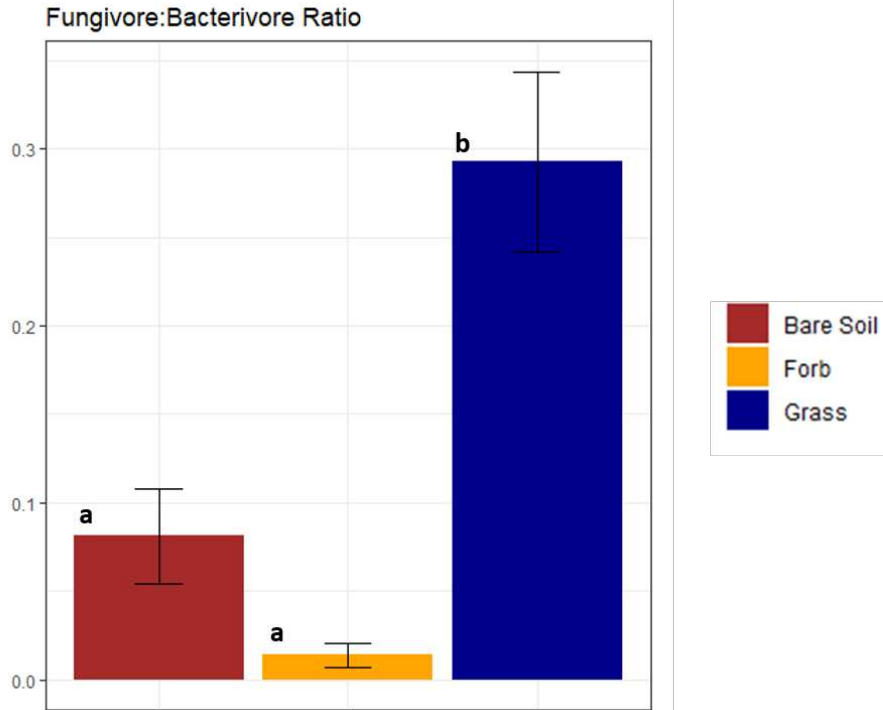 Fungivore:Bacterivore Ratio
b
0.3
0.2
Bare Soil
Forb
Grass
0.1
a
a
0.0